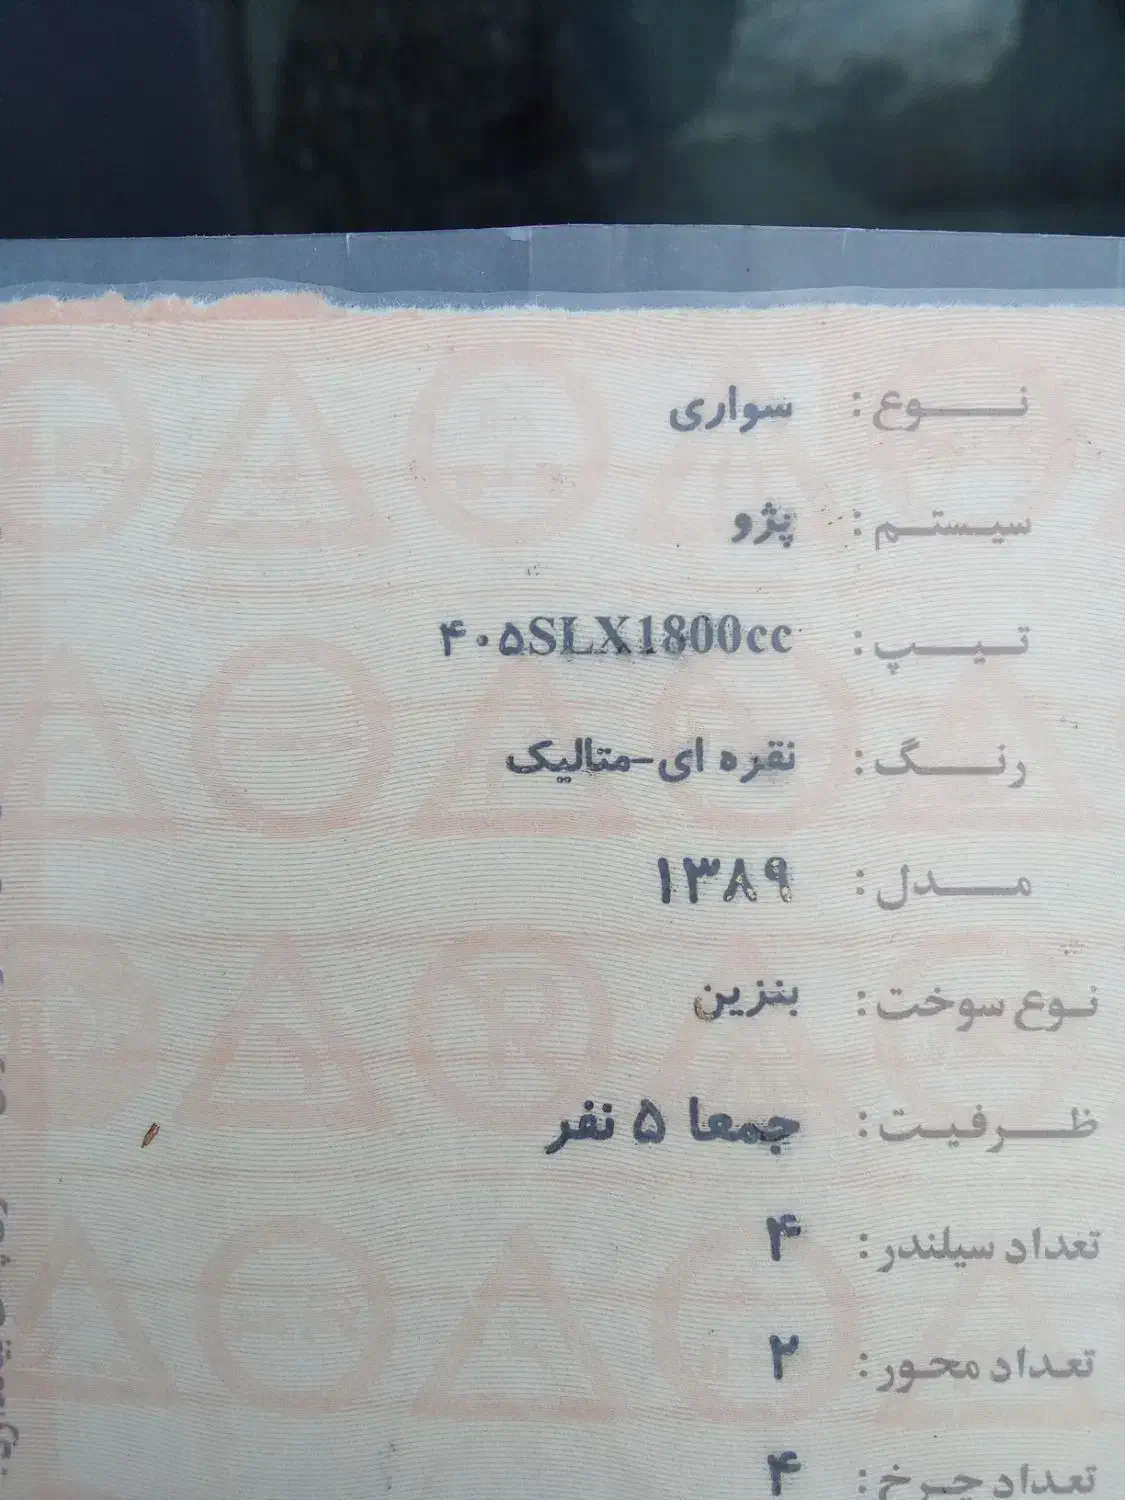 نوع: سواری
سیستم: پژو
تیپ: ۴۰۵SLX1800cc
رنگ: نقره ای-متالیک
مدل: ۱۳۸۹
نوع سوخت: بنزین
ظرفیت: جمعا ۵ نفر
تعداد سیلندر: ۴
تعداد محور: ۲
تعداد چرخ: ۴